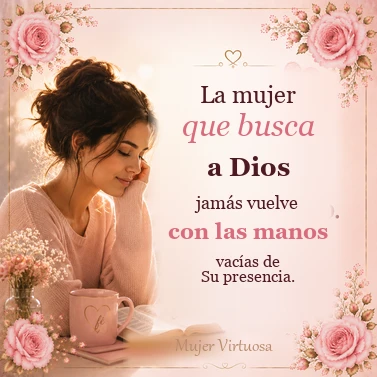 La mujer
que busca
a Dios
jamás vuelve
con las manos
vacías de
Su presencia.
Mujer Virtuosa